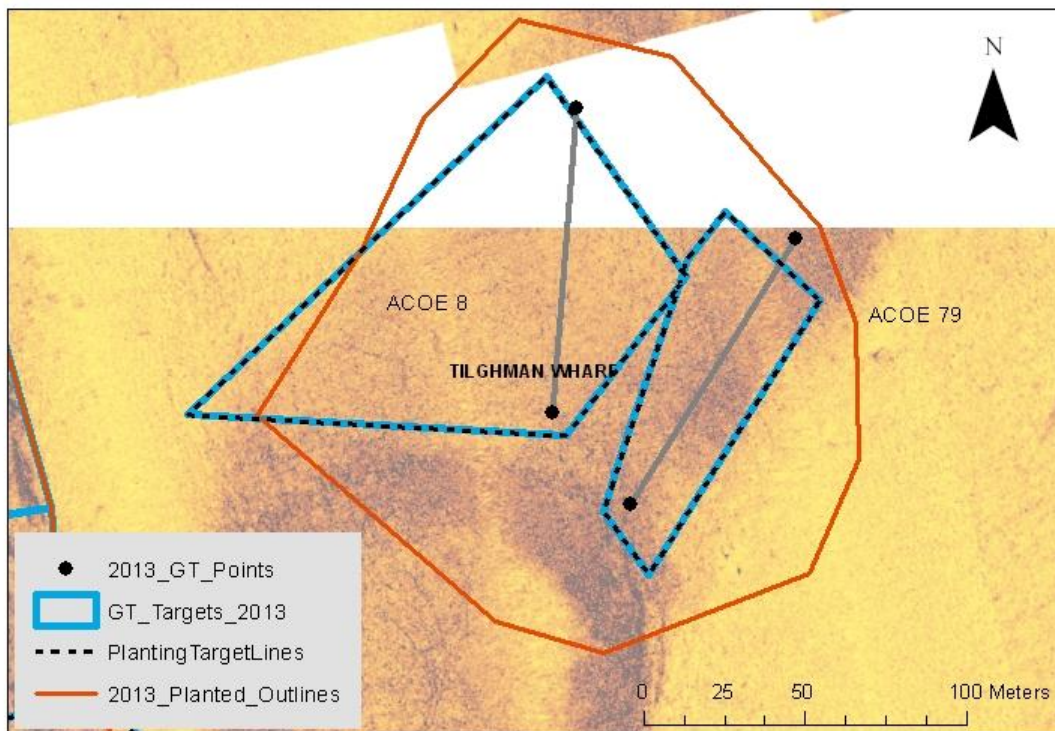 N
ACOE 8
ACOE 79
TILGHMAN WHARF
2013_GT_Points
GT_Targets_2013
PlantingTargetLines
2013_Planted_Outlines
0 25 50 100 Meters